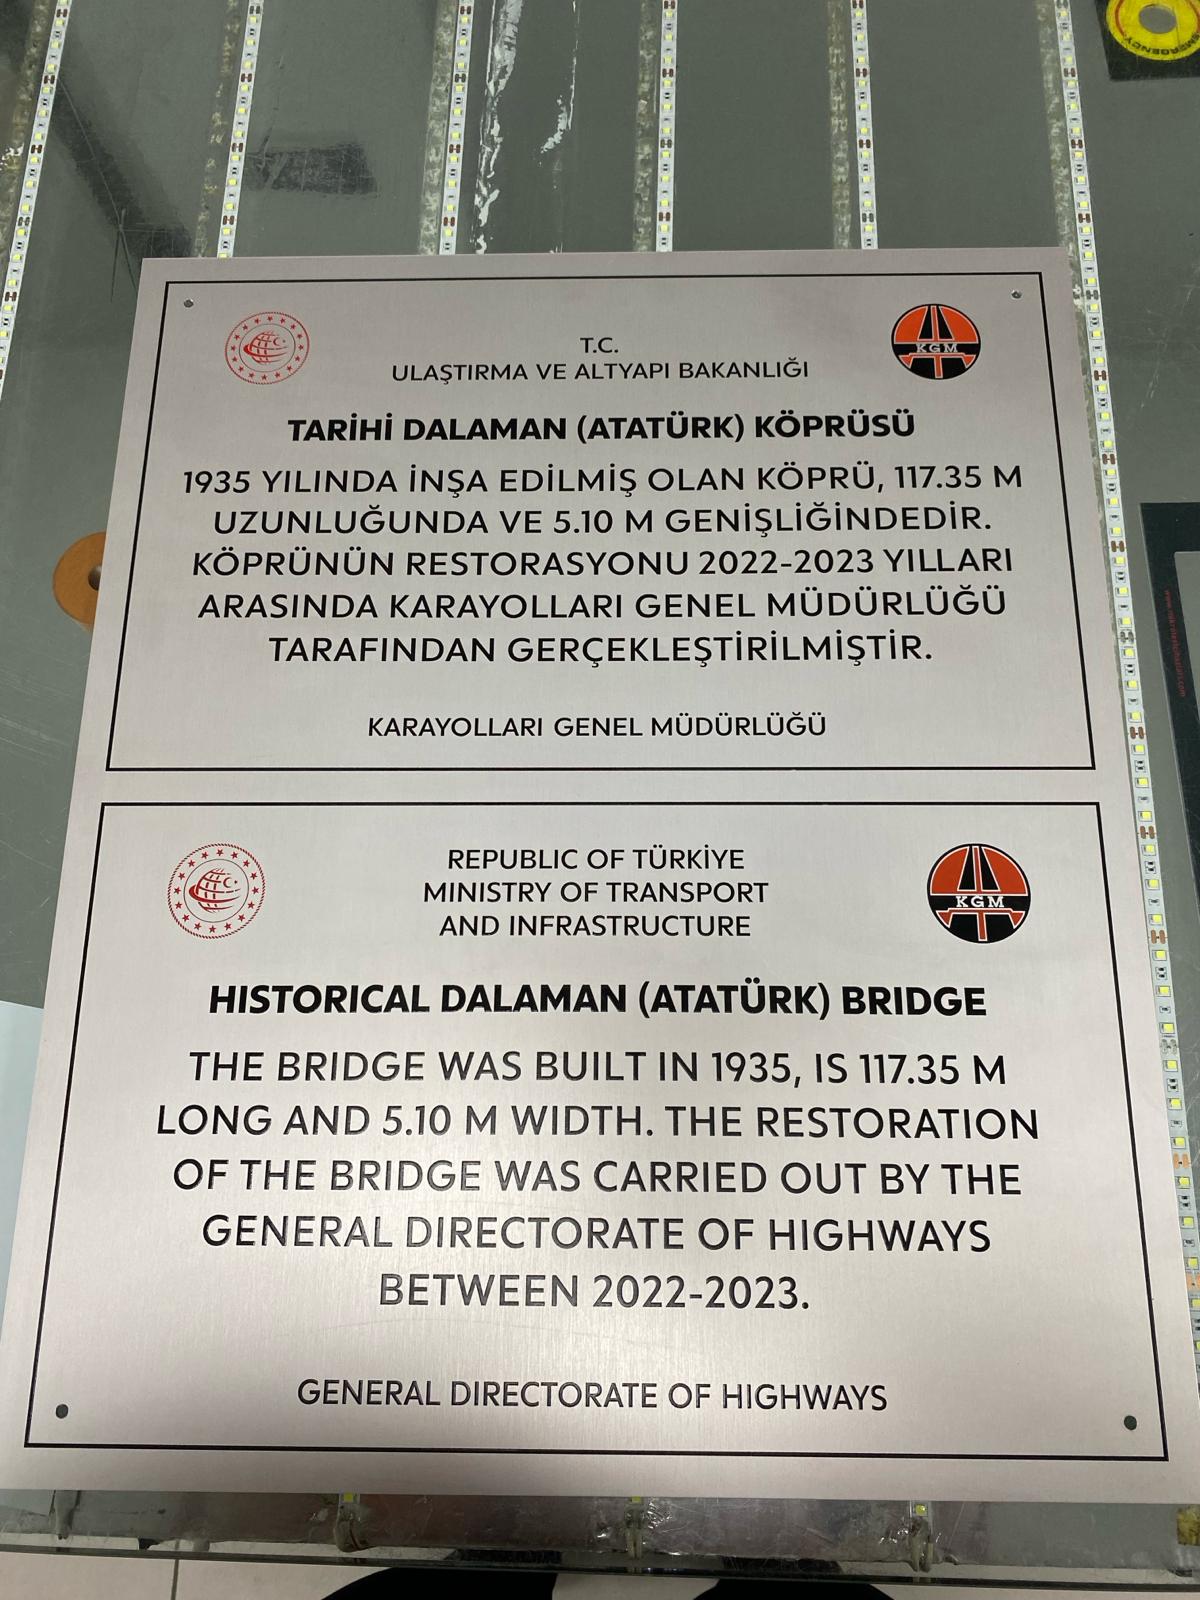 EMERGENCY
T.C.
ULAŞTIRMA VE ALTYAPI BAKANLIĞI
KGM
TARİHİ DALAMAN (ATATÜRK) KÖPRÜSÜ
1935 YILINDA İNŞA EDİLMİŞ OLAN KÖPRÜ, 117.35 M
UZUNLUĞUNDA VE 5.10 M GENİŞLİĞİNDEDİR.
KÖPRÜNÜN RESTORASYONU 2022-2023 YILLARI
ARASINDA KARAYOLLARI GENEL MÜDÜRLÜĞÜ
TARAFINDAN GERÇEKLEŞTİRİLMİŞTİR.
KARAYOLLARI GENEL MÜDÜRLÜĞÜ
REPUBLIC OF TÜRKİYE
MINISTRY OF TRANSPORT
AND INFRASTRUCTURE
KGM
HISTORICAL DALAMAN (ATATÜRK) BRIDGE
THE BRIDGE WAS BUILT IN 1935, IS 117.35 M
LONG AND 5.10 M WIDTH. THE RESTORATION
OF THE BRIDGE WAS CARRIED OUT BY THE
GENERAL DIRECTORATE OF HIGHWAYS
BETWEEN 2022-2023.
GENERAL DIRECTORATE OF HIGHWAYS